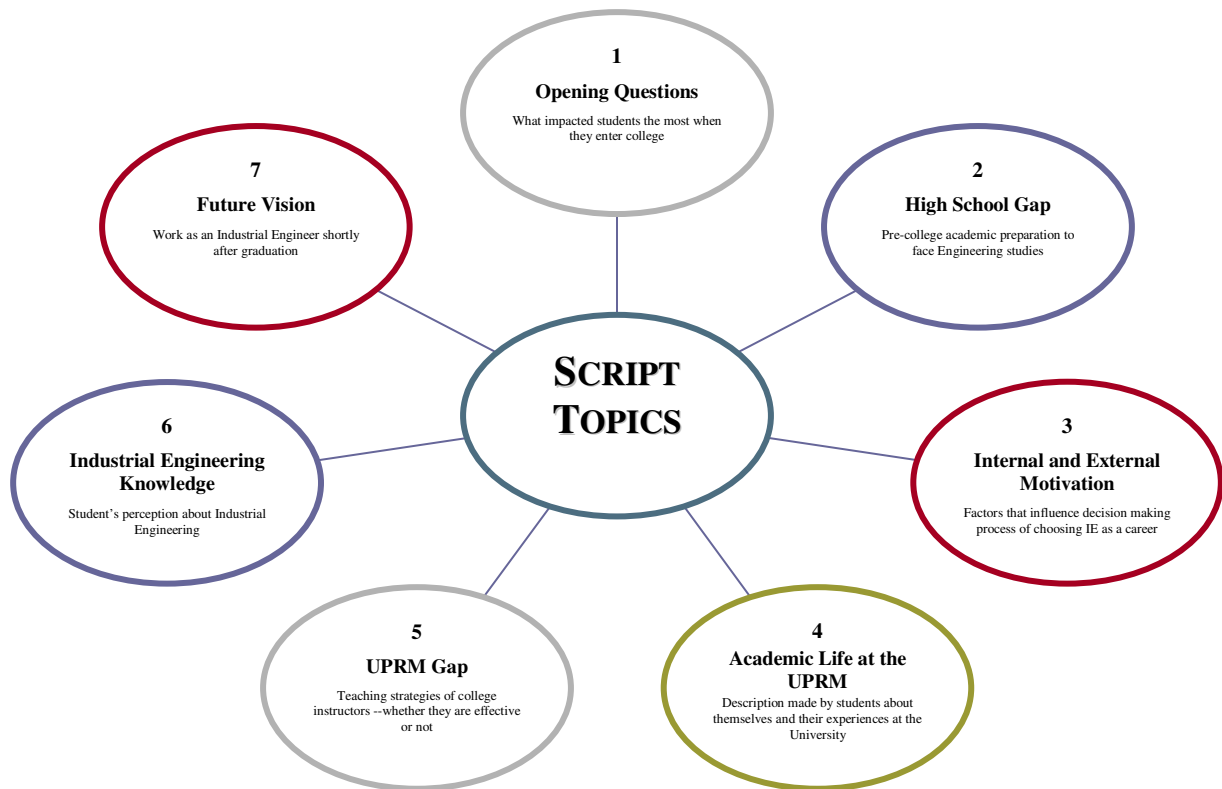 1
Opening Questions
What impacted students the most when
they enter college
2
High School Gap
Pre-college academic preparation to
face Engineering studies
3
Internal and External
Motivation
Factors that influence decision making
process of choosing IE as a career
4
Academic Life at the
UPRM
Description made by students about
themselves and their experiences at the
University
5
UPRM Gap
Teaching strategies of college
instructors --whether they are effective
or not
6
Industrial Engineering
Knowledge
Student’s perception about Industrial
Engineering
7
Future Vision
Work as an Industrial Engineer shortly
after graduation
SCRIPT
TOPICS